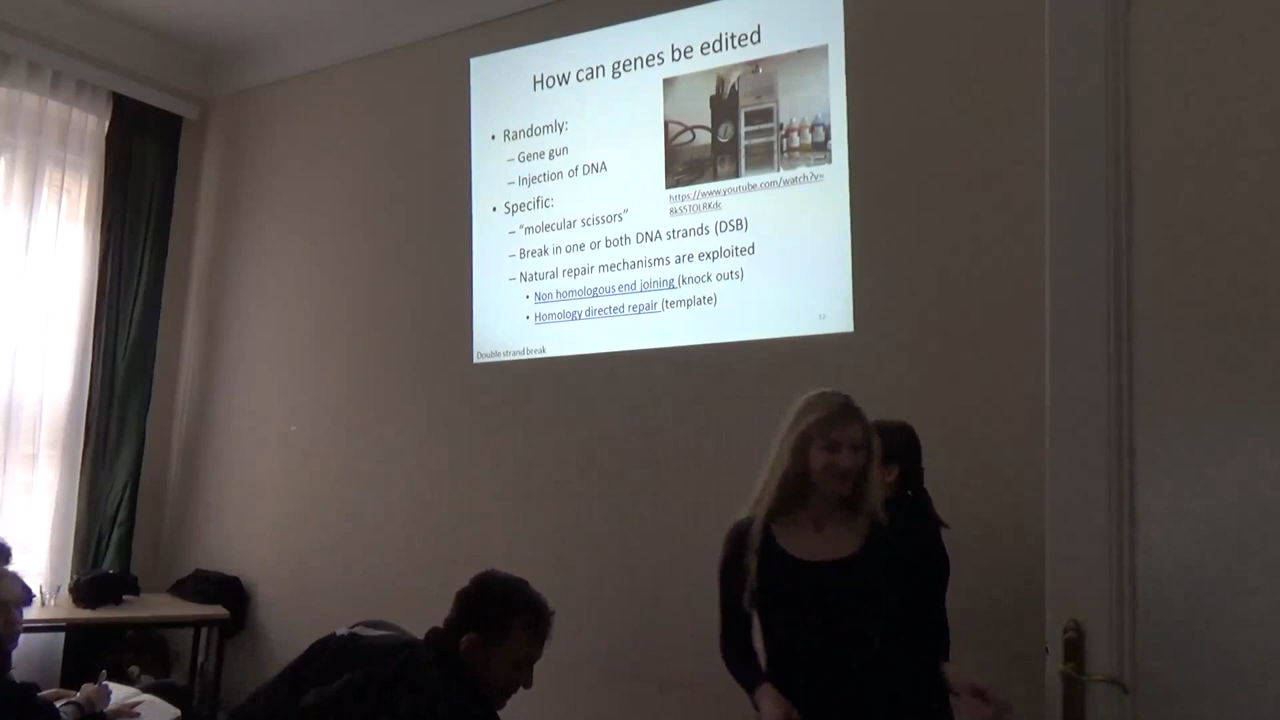 How can genes be edited
• Randomly:
– Gene gun
– Injection of DNA
• Specific:
– “molecular scissors”
– Break in one or both DNA strands (DSB)
– Natural repair mechanisms are exploited
• Non homologous end joining (knock outs)
• Homology directed repair (template)
https://www.youtube.com/watch?v=
Double strand break